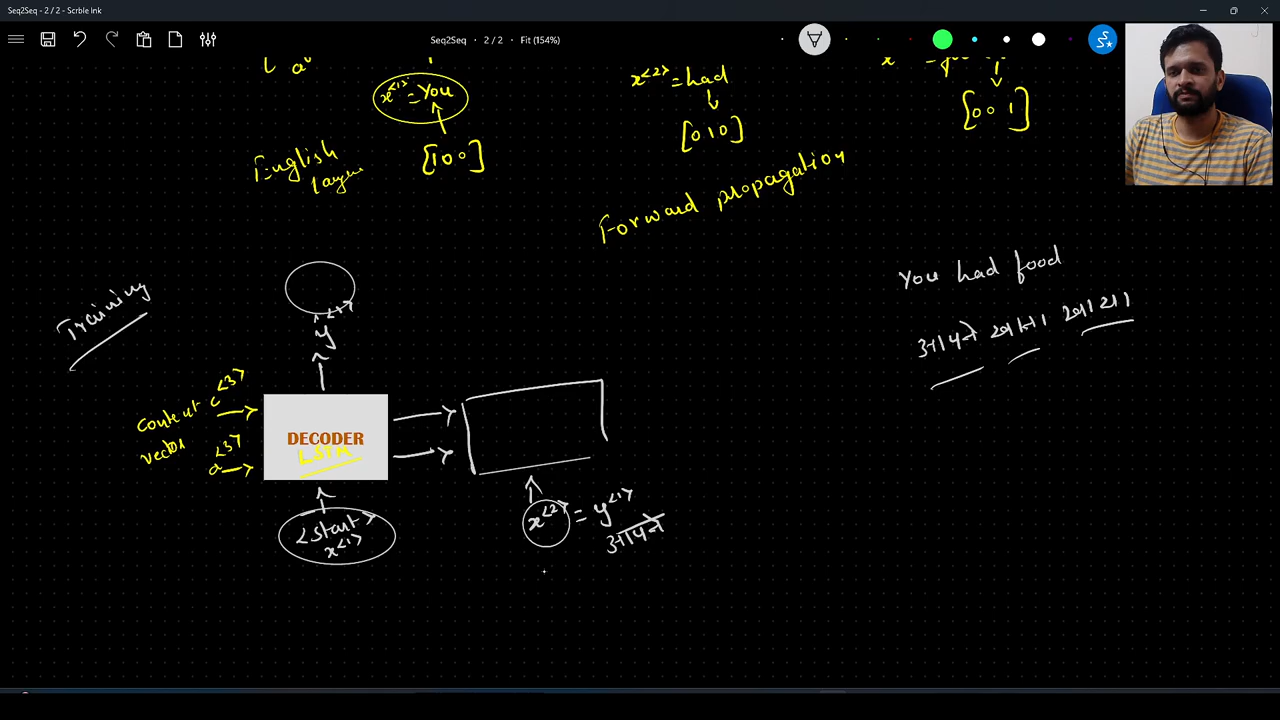 Seq2Seq - 2 / 2 - Scrble Ink
Seq2Seq • 2 / 2 • Fit (154%)
x<1> = You
x<2> = had
[1 0 0]
[0 1 0]
[0 0 1]
English
layer
Forward propagation
Training
ŷ<1>
You had food
Context
vector
c<3>
a<3>
DECODER
LSTM
<Start>
x<1>
x<2> = y<1>